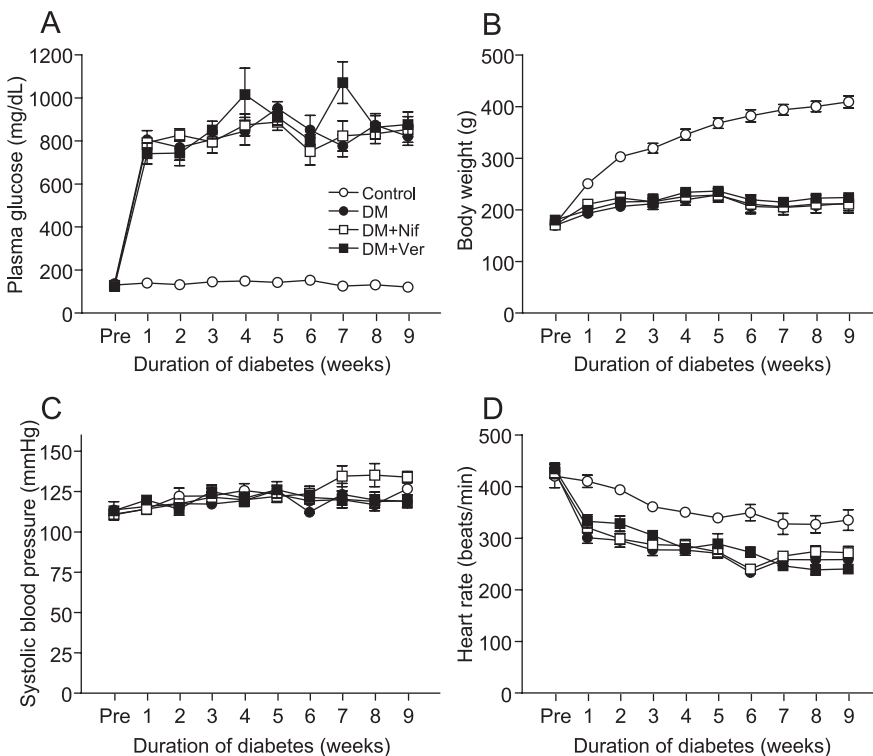 A
Plasma glucose (mg/dL)
1200
1000
800
600
400
200
0
Control
DM
DM+Nif
DM+Ver
Pre 1 2 3 4 5 6 7 8 9
Duration of diabetes (weeks)
B
Body weight (g)
500
400
300
200
100
0
Pre 1 2 3 4 5 6 7 8 9
Duration of diabetes (weeks)
C
Systolic blood pressure (mmHg)
150
125
100
75
50
25
0
Pre 1 2 3 4 5 6 7 8 9
Duration of diabetes (weeks)
D
Heart rate (beats/min)
500
400
300
200
100
0
Pre 1 2 3 4 5 6 7 8 9
Duration of diabetes (weeks)